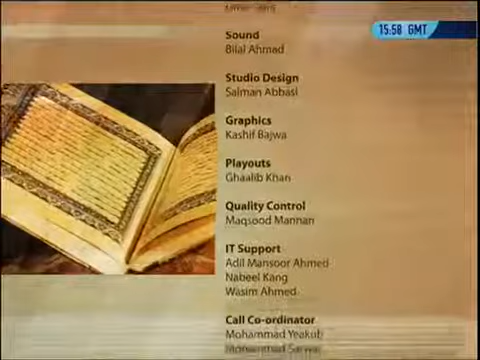 15:58 GMT
Sound
Bilal Ahmad
Studio Design
Salman Abbasi
Graphics
Kashif Bajwa
Playouts
Ghaalib Khan
Quality Control
Maqsood Mannan
IT Support
Adil Mansoor Ahmed
Nabeel Kang
Wasim Ahmed
Call Co-ordinator
Mohammad Yeakub